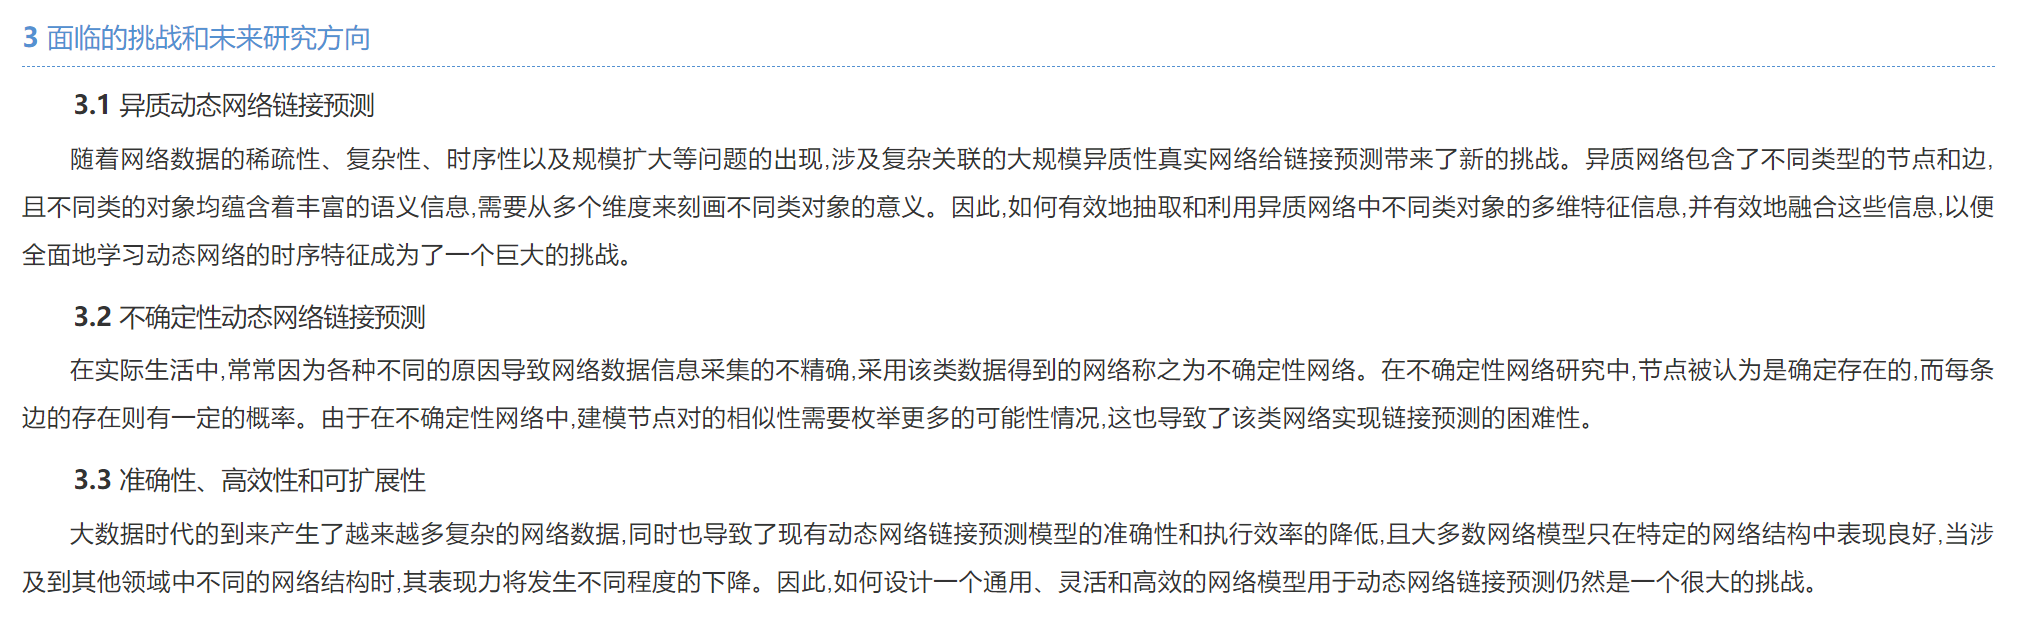 3 面临的挑战和未来研究方向
3.1 异质动态网络链接预测
随着网络数据的稀疏性、复杂性、时序性以及规模扩大等问题的出现,涉及复杂关联的大规模异质性真实网络给链接预测带来了新的挑战。异质网络包含了不同类型的节点和边,
且不同类的对象均蕴含着丰富的语义信息,需要从多个维度来刻画不同类对象的意义。因此,如何有效地抽取和利用异质网络中不同类对象的多维特征信息,并有效地融合这些信息,以便
全面地学习动态网络的时序特征成为了一个巨大的挑战。
3.2 不确定性动态网络链接预测
在实际生活中,常常因为各种不同的原因导致网络数据信息采集的不精确,采用该类数据得到的网络称之为不确定性网络。在不确定性网络研究中,节点被认为是确定存在的,而每条
边的存在则有一定的概率。由于在不确定性网络中,建模节点对的相似性需要枚举更多的可能性情况,这也导致了该类网络实现链接预测的困难性。
3.3 准确性、高效性和可扩展性
大数据时代的到来产生了越来越多复杂的网络数据,同时也导致了现有动态网络链接预测模型的准确性和执行效率的降低,且大多数网络模型只在特定的网络结构中表现良好,当涉
及到其他领域中不同的网络结构时,其表现力将发生不同程度的下降。因此,如何设计一个通用、灵活和高效的网络模型用于动态网络链接预测仍然是一个很大的挑战。